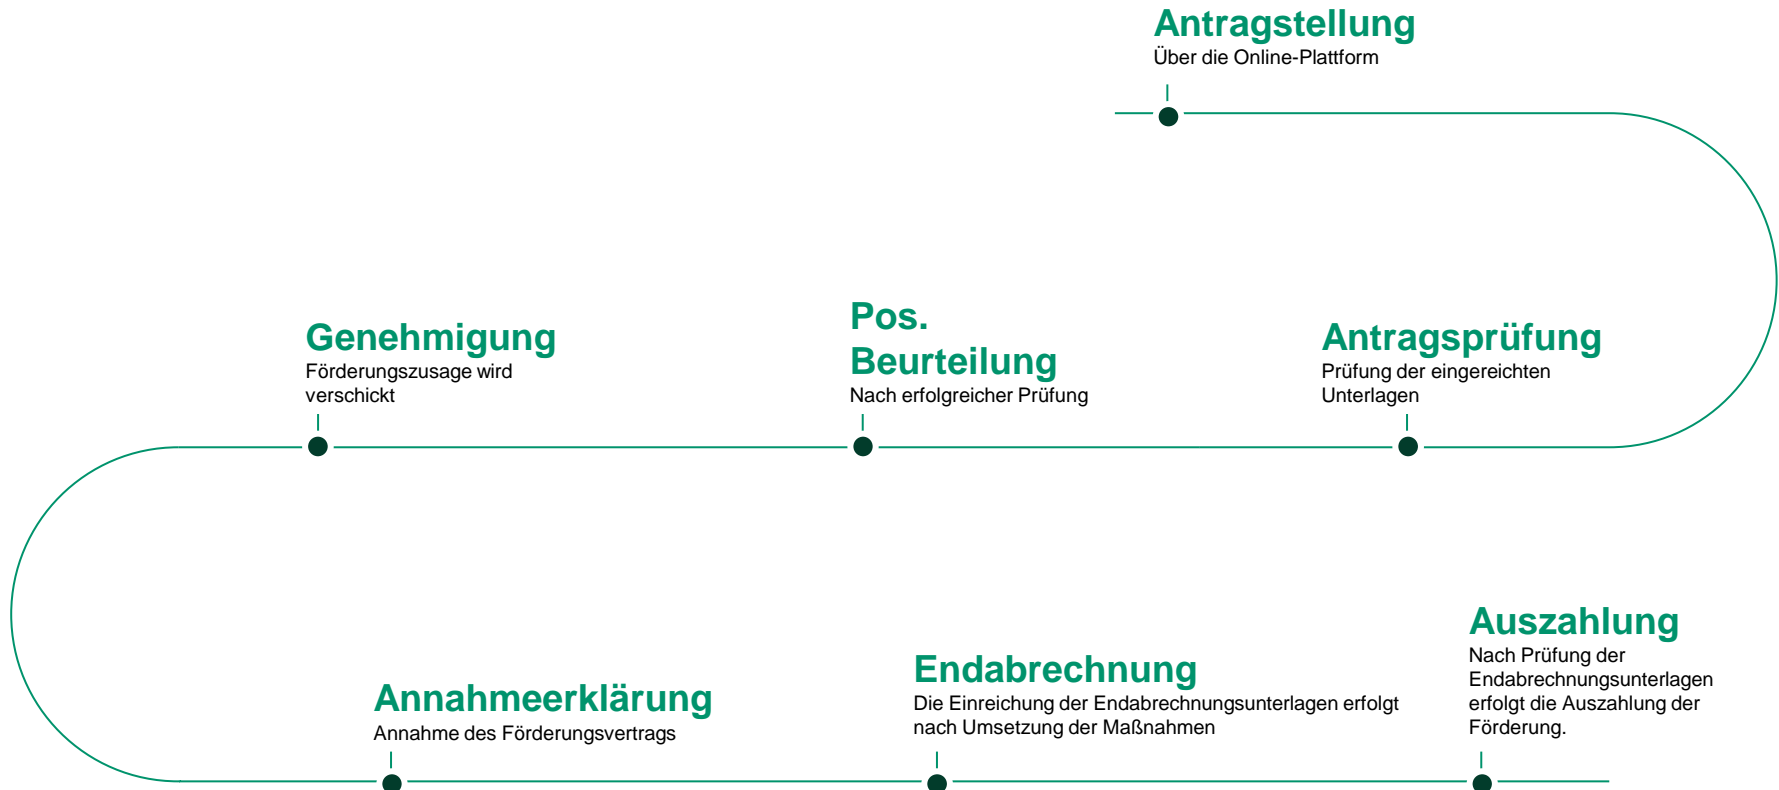 Antragstellung
Über die Online-Plattform
Antragsprüfung
Prüfung der eingereichten
Unterlagen
Pos.
Beurteilung
Nach erfolgreicher Prüfung
Genehmigung
Förderungszusage wird
verschickt
Annahmeerklärung
Annahme des Förderungsvertrags
Endabrechnung
Die Einreichung der Endabrechnungsunterlagen erfolgt
nach Umsetzung der Maßnahmen
Auszahlung
Nach Prüfung der
Endabrechnungsunterlagen
erfolgt die Auszahlung der
Förderung.